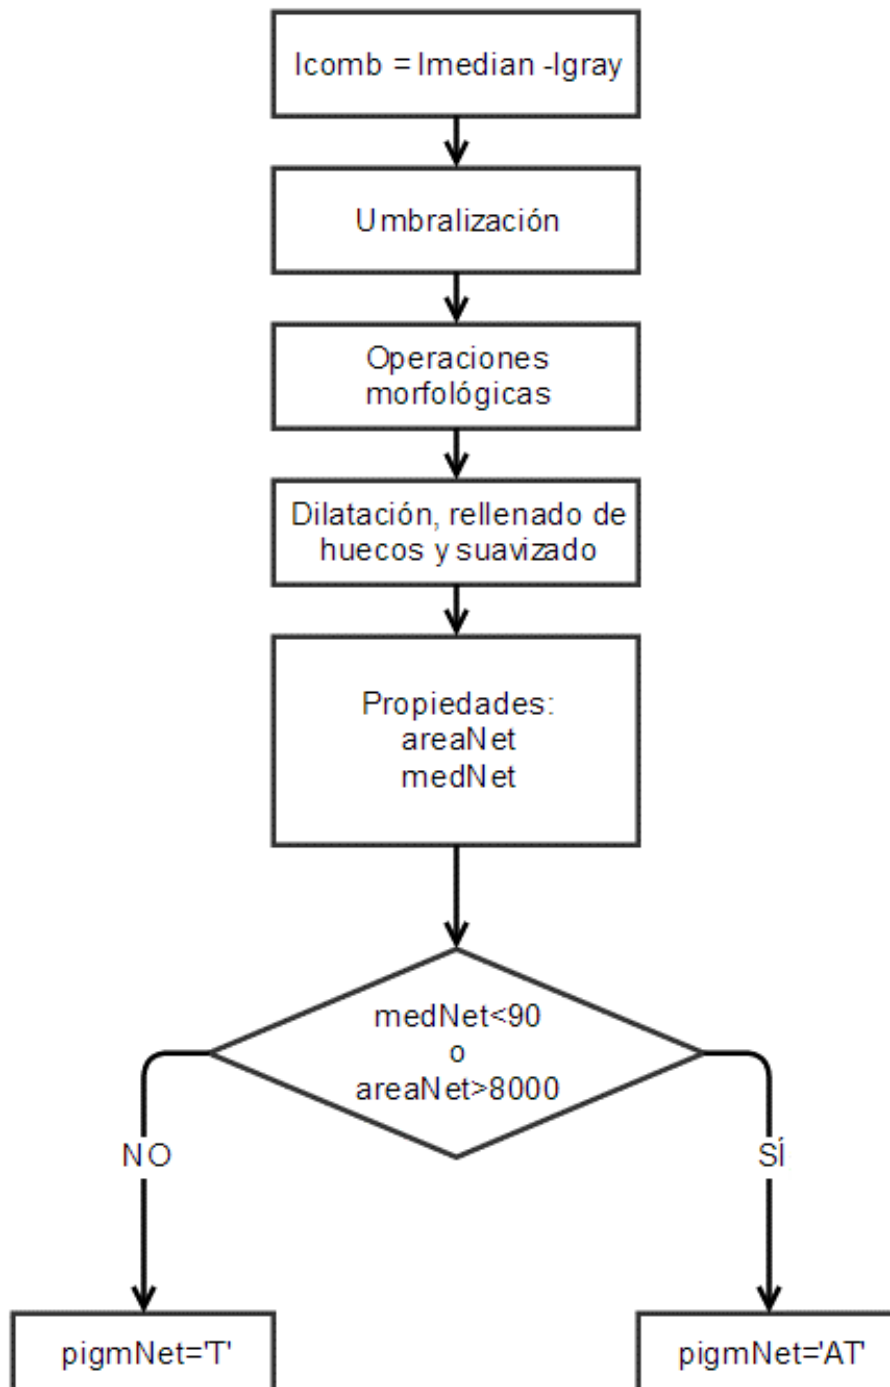 Icomb = Imedian -Igray
Umbralización
Operaciones
morfológicas
Dilatación, rellenado de
huecos y suavizado
Propiedades:
areaNet
medNet
medNet<90
o
areaNet>8000
NO
SÍ
pigmNet='T'
pigmNet='AT'